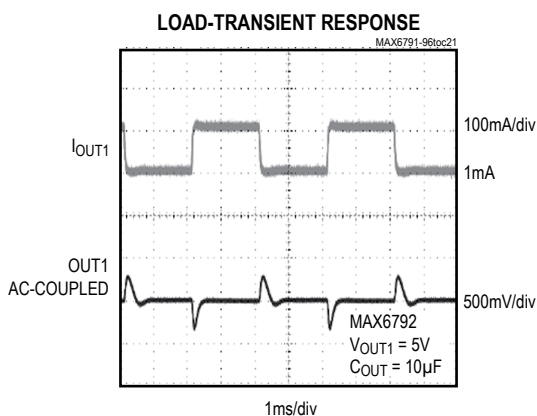 LOAD-TRANSIENT RESPONSE
MAX6791-96toc21
100mA/div
IOUT1
1mA
OUT1
AC-COUPLED
500mV/div
MAX6792
VOUT1 = 5V
COUT = 10µF
1ms/div